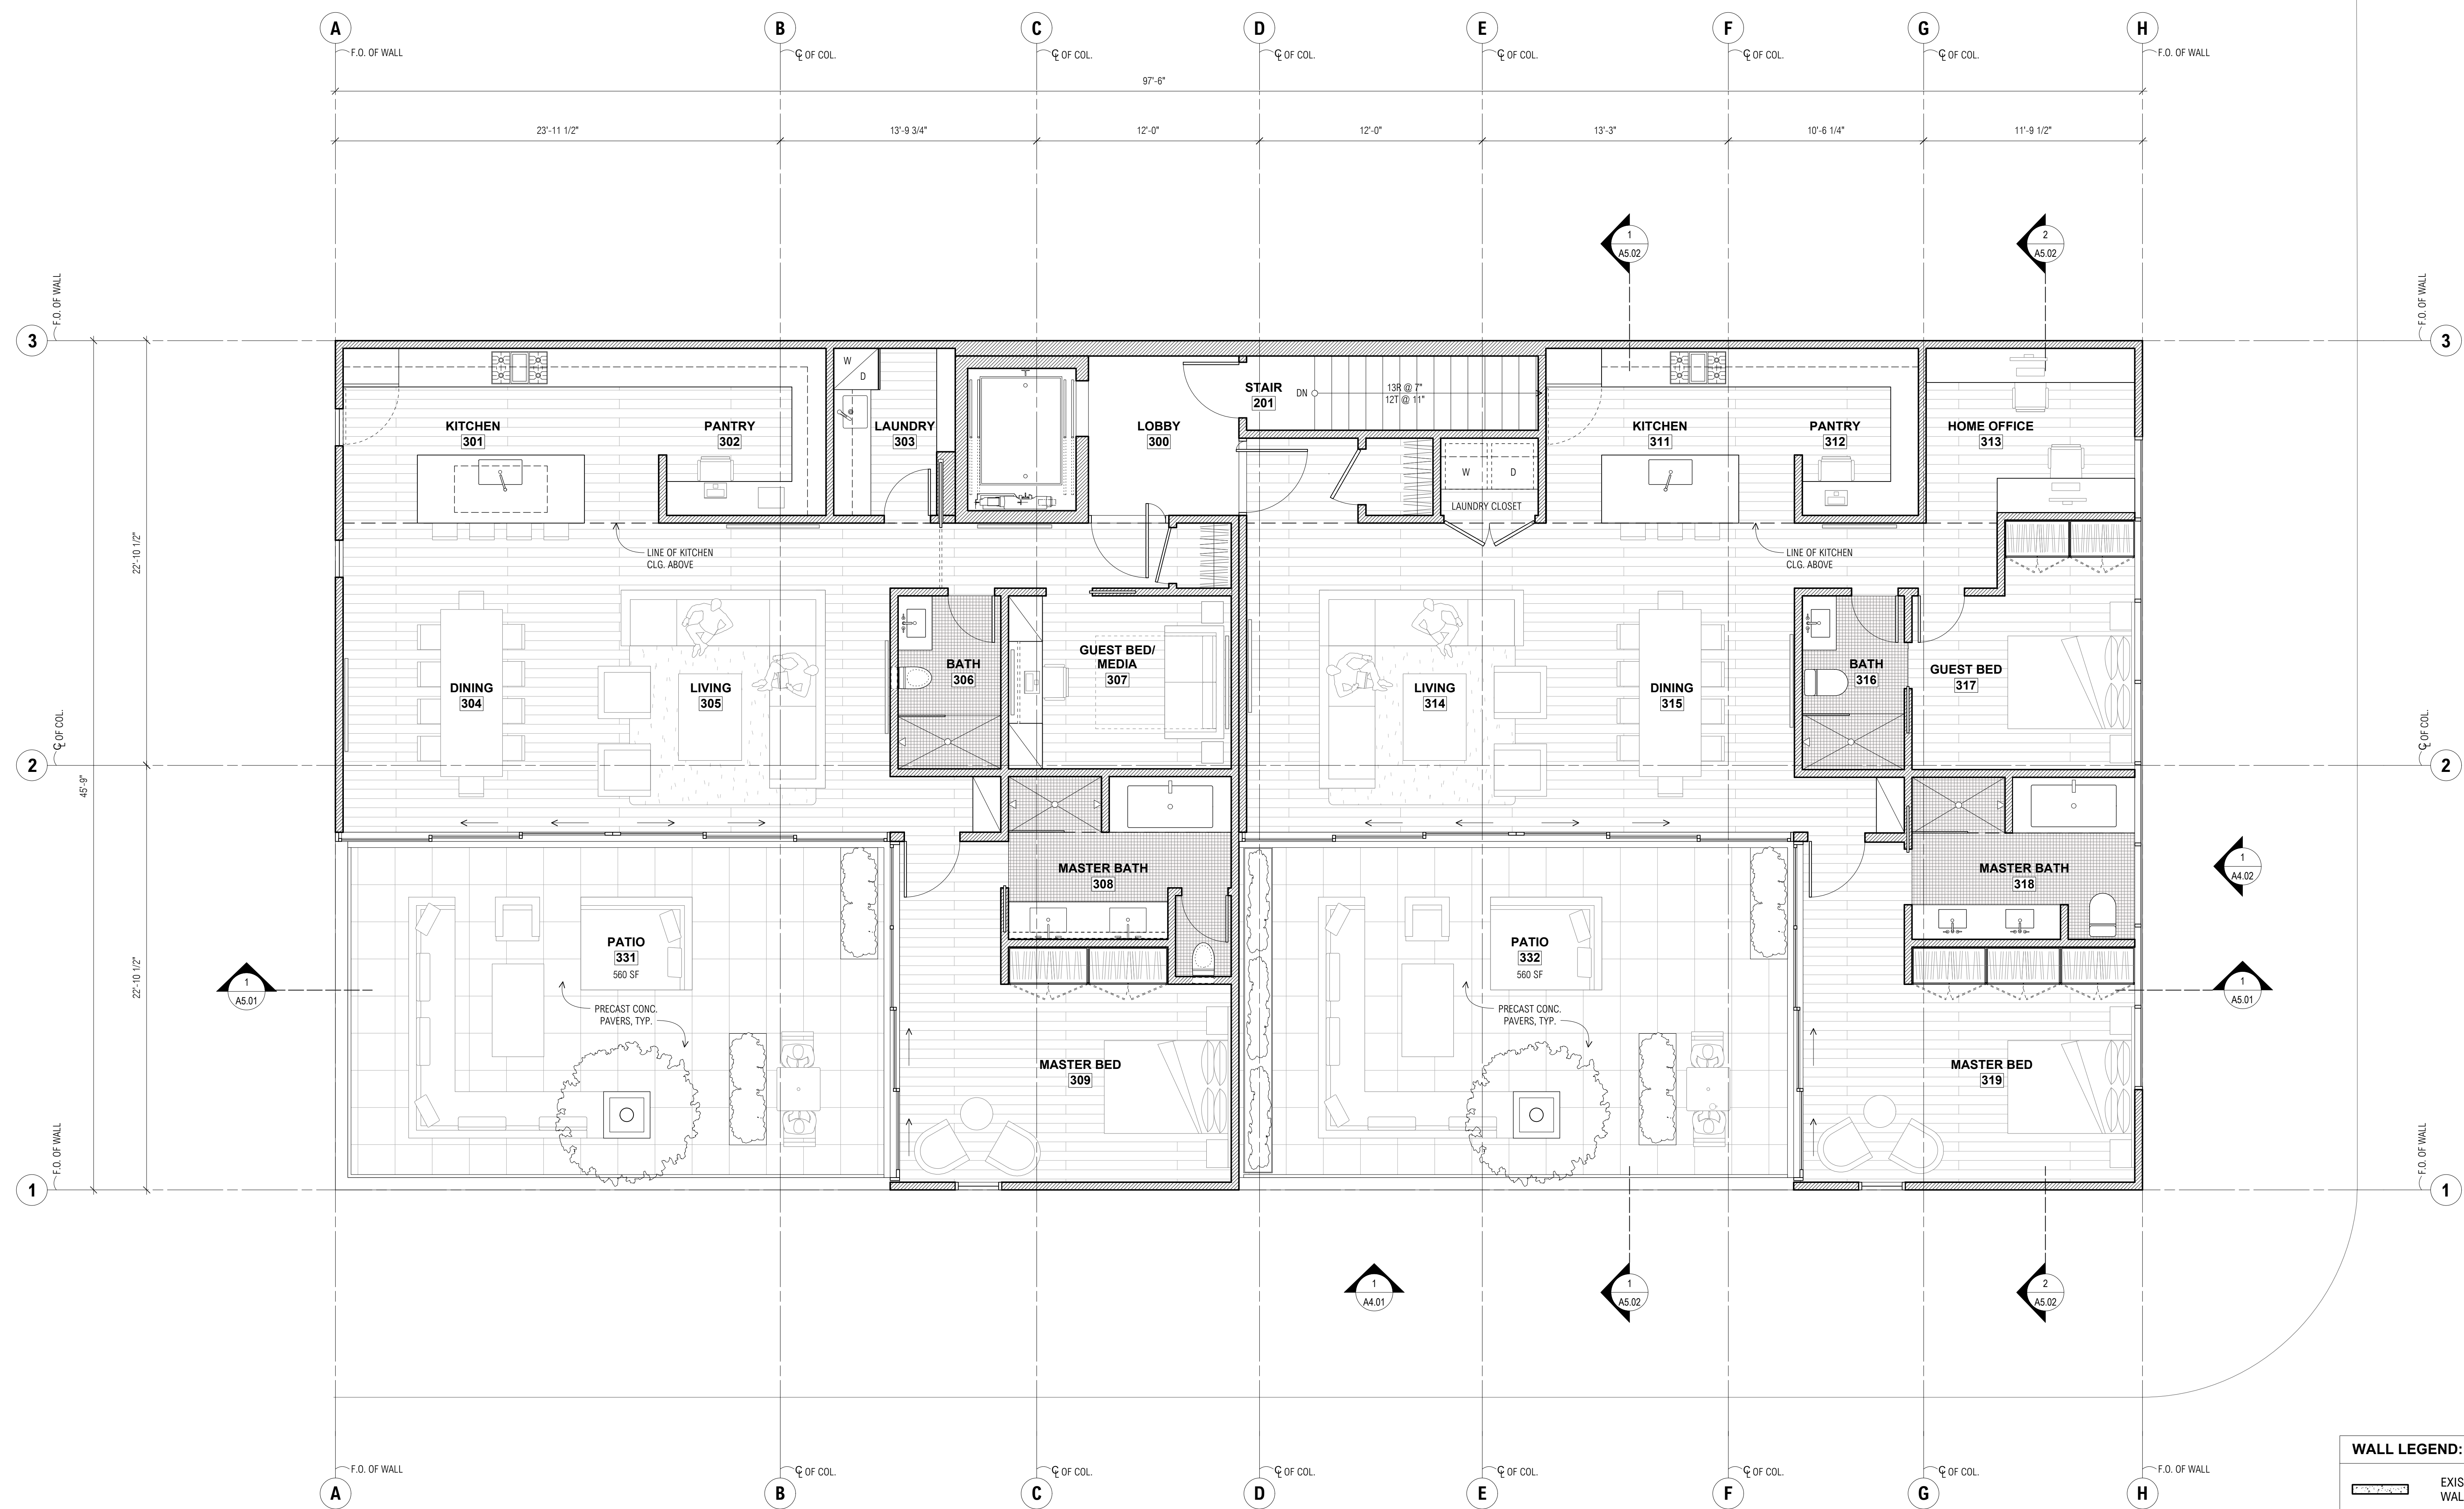 A B C D E F G H
F.O. OF WALL
℄ OF COL.
℄ OF COL.
℄ OF COL.
℄ OF COL.
℄ OF COL.
℄ OF COL.
F.O. OF WALL
97'-6"
23'-11 1/2"
13'-9 3/4"
12'-0"
12'-0"
13'-3"
10'-6 1/4"
11'-9 1/2"
1
A5.02
2
A5.02
F.O. OF WALL
F.O. OF WALL
3
3
W
D
KITCHEN
301
PANTRY
302
LAUNDRY
303
LOBBY
300
STAIR
201
DN
13R @ 7"
12T @ 11"
KITCHEN
311
PANTRY
312
HOME OFFICE
313
W
D
LAUNDRY CLOSET
22'-10 1/2"
LINE OF KITCHEN
CLG. ABOVE
LINE OF KITCHEN
CLG. ABOVE
DINING
304
LIVING
305
BATH
306
GUEST BED/
MEDIA
307
LIVING
314
DINING
315
BATH
316
GUEST BED
317
℄ OF COL.
℄ OF COL.
2
2
45'-9"
MASTER BATH
308
MASTER BATH
318
1
A4.02
PATIO
331
560 SF
PATIO
332
560 SF
1
A5.01
1
A5.01
22'-10 1/2"
PRECAST CONC.
PAVERS, TYP.
PRECAST CONC.
PAVERS, TYP.
MASTER BED
309
MASTER BED
319
F.O. OF WALL
F.O. OF WALL
1
1
1
A4.01
1
A5.02
2
A5.02
WALL LEGEND:
F.O. OF WALL
℄ OF COL.
℄ OF COL.
℄ OF COL.
℄ OF COL.
℄ OF COL.
℄ OF COL.
F.O. OF WALL
A B C D E F G H
EXIS
WAL